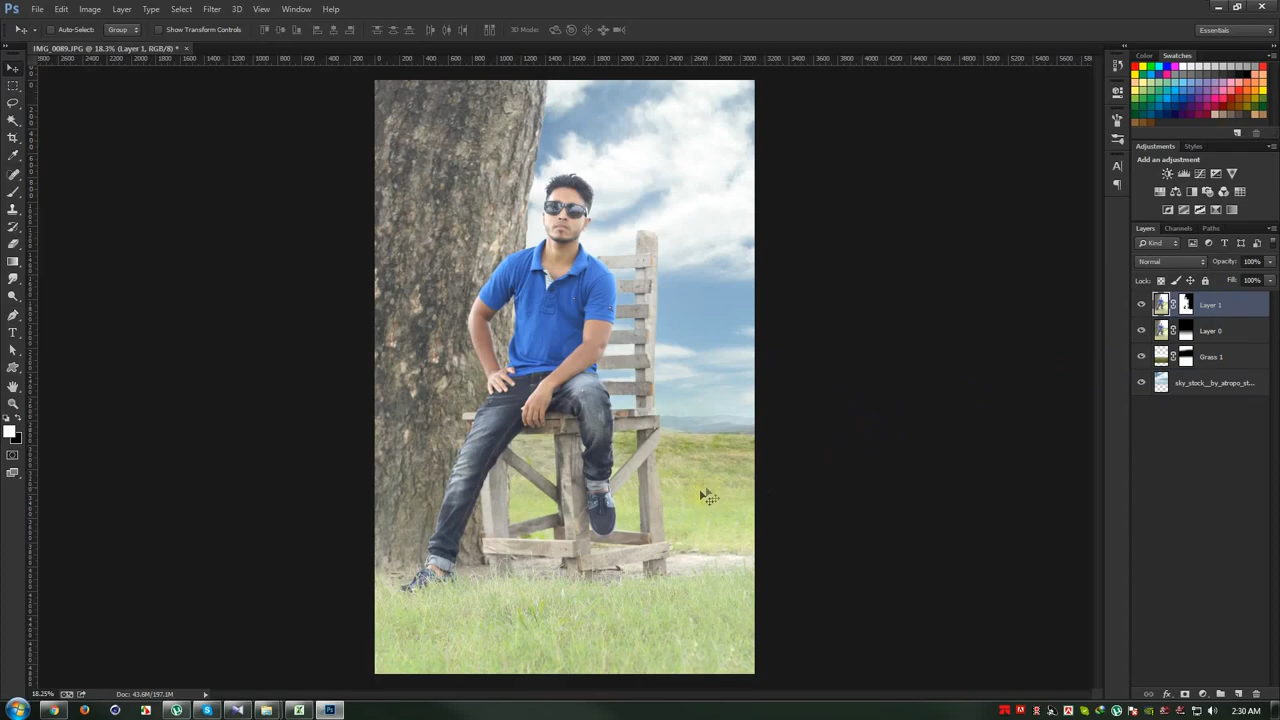 Ps File Edit Image Layer Type Select Filter 3D View Window Help
Auto-Select: Group Show Transform Controls 3D Mode: Essentials
IMG_0089.JPG @ 18.3% (Layer 1, RGB/8) * ×
Color Swatches
Adjustments Styles
Add an adjustment
Layers Channels Paths
Kind
Normal Opacity: 100%
Lock: Fill: 100%
Layer 1
Layer 0
Grass 1
sky_stock__by_atropo_st...
18.25% Doc: 43.6M/197.1M
2:30 AM